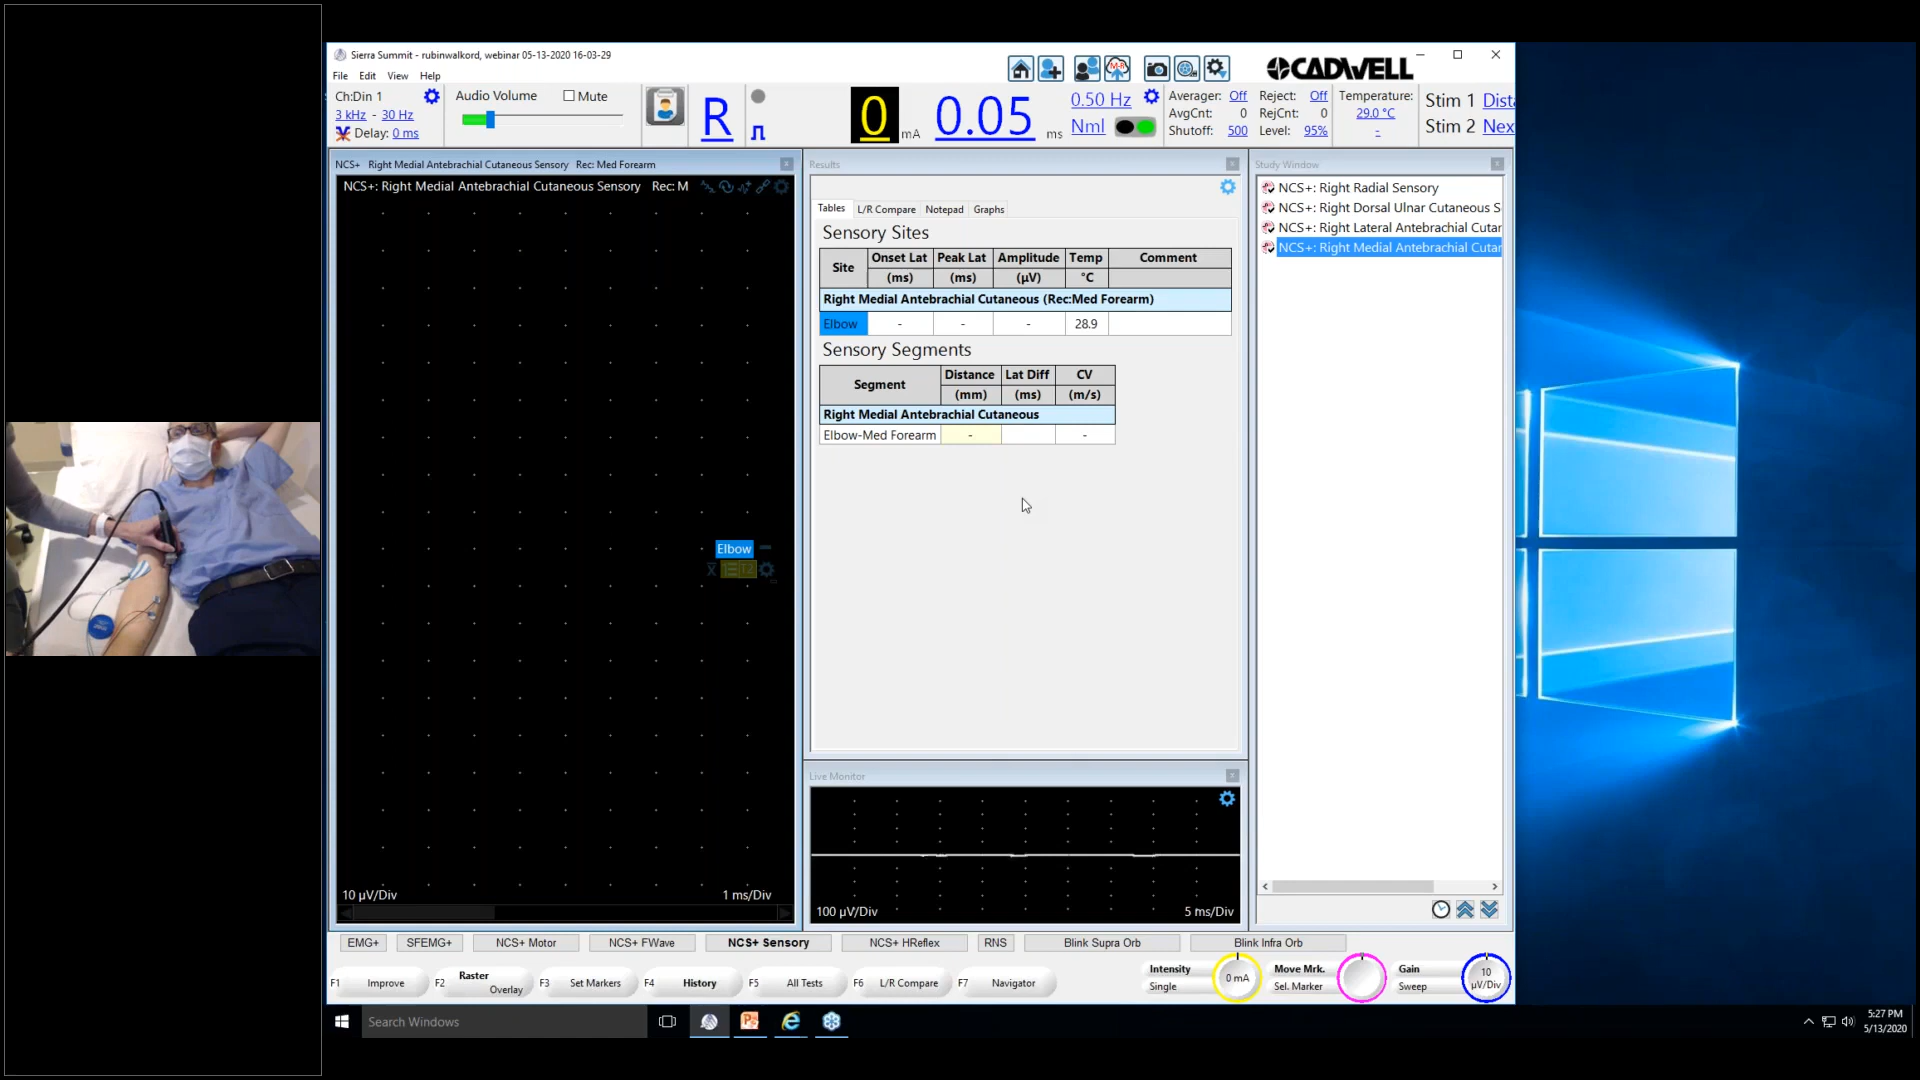 Sierra Summit - rubinwalkord, webinar 05-13-2020 16-03-29
File Edit View Help
CADWELL
Ch:Din 1
3 kHz - 30 Hz
Delay: 0 ms
Audio Volume
Mute
R
0 mA
0.05 ms
0.50 Hz
Nml
Averager: Off
AvgCnt: 0
Shutoff: 500
Reject: Off
RejCnt: 0
Level: 95%
Temperature:
29.0 °C
-
Stim 1 Dista
Stim 2 Nex
NCS+ Right Medial Antebrachial Cutaneous Sensory Rec: Med Forearm
NCS+: Right Medial Antebrachial Cutaneous Sensory Rec: M
Elbow
T2
10 µV/Div
1 ms/Div
Results
Tables L/R Compare Notepad Graphs
Sensory Sites
Site Onset Lat (ms) Peak Lat (ms) Amplitude (µV) Temp °C Comment
Right Medial Antebrachial Cutaneous (Rec:Med Forearm)
Elbow - - - 28.9
Sensory Segments
Segment Distance (mm) Lat Diff (ms) CV (m/s)
Right Medial Antebrachial Cutaneous
Elbow-Med Forearm - -
Live Monitor
100 µV/Div
5 ms/Div
Study Window
NCS+: Right Radial Sensory
NCS+: Right Dorsal Ulnar Cutaneous S
NCS+: Right Lateral Antebrachial Cutar
NCS+: Right Medial Antebrachial Cutar
EMG+ SFEMG+ NCS+ Motor NCS+ FWave NCS+ Sensory NCS+ HReflex RNS Blink Supra Orb Blink Infra Orb
F1 Improve
F2 Raster Overlay
F3 Set Markers
F4 History
F5 All Tests
F6 L/R Compare
F7 Navigator
Intensity
Single
0 mA
Move Mrk.
Sel. Marker
Gain
Sweep
10 µV/Div
Search Windows
5:27 PM
5/13/2020